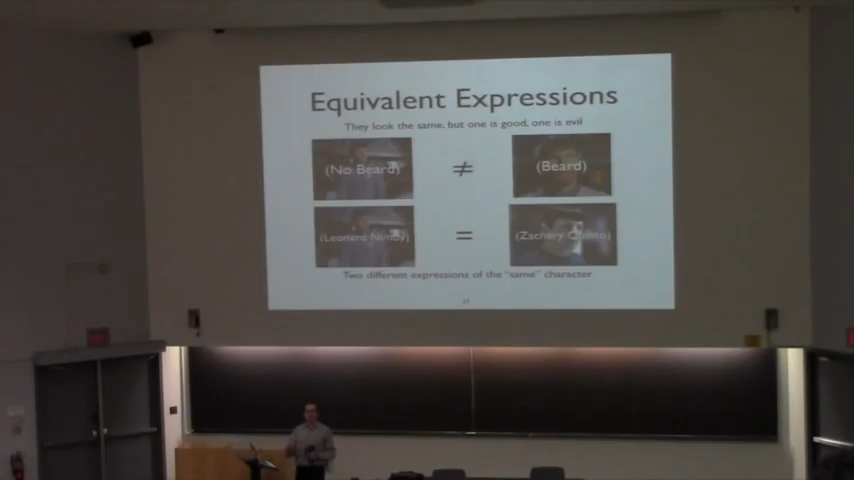 Equivalent Expressions
They look the same, but one is good, one is evil
(No Beard) ≠ (Beard)
(Leonard Nimoy) = (Zachary Quinto)
Two different expressions of the "same" character